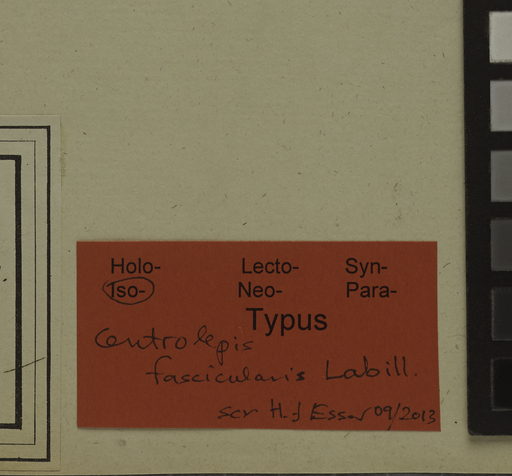 Holo- Lecto- Syn-
Iso- Neo- Para-
Typus
Centrolepis
fascicularis Labill.
scr. H.-J. Esser 09/2013